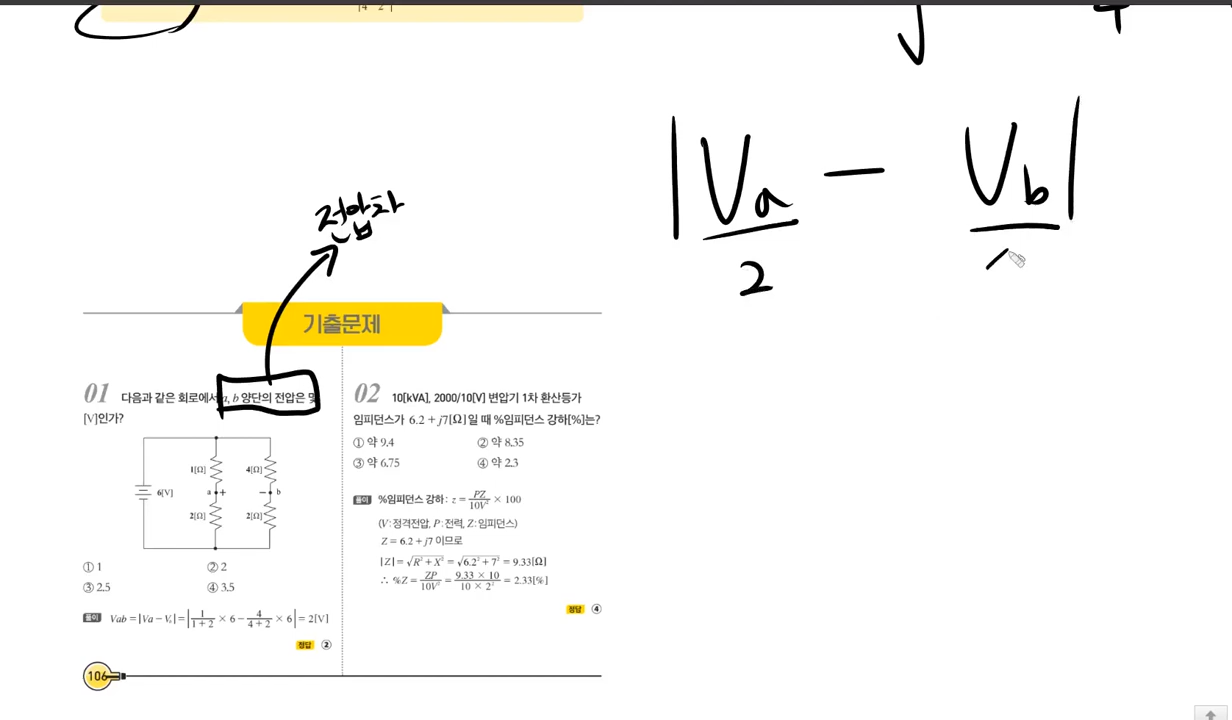 |Va − Vb|
2
전압차
기출문제
01 다음과 같은 회로에서 a, b 양단의 전압은 몇
[V]인가?
1[Ω] 4[Ω]
6[V] a + − b
2[Ω] 2[Ω]
① 1 ② 2
③ 2.5 ④ 3.5
풀이 Vab = |Va − Vb| = |1/(1+2) × 6 − 4/(4+2) × 6| = 2[V]
정답 ②
02 10[kVA], 2000/10[V] 변압기 1차 환산등가
임피던스가 6.2 + j7[Ω]일 때 %임피던스 강하[%]는?
① 약 9.4 ② 약 8.35
③ 약 6.75 ④ 약 2.3
풀이 %임피던스 강하 : z = PZ/10V² × 100
(V : 정격전압, P : 전력, Z : 임피던스)
Z = 6.2 + j7 이므로
|Z| = √(R² + X²) = √(6.2² + 7²) = 9.33[Ω]
∴ %Z = ZP/10V² = (9.33 × 10)/(10 × 2²) = 2.33[%]
정답 ④
106